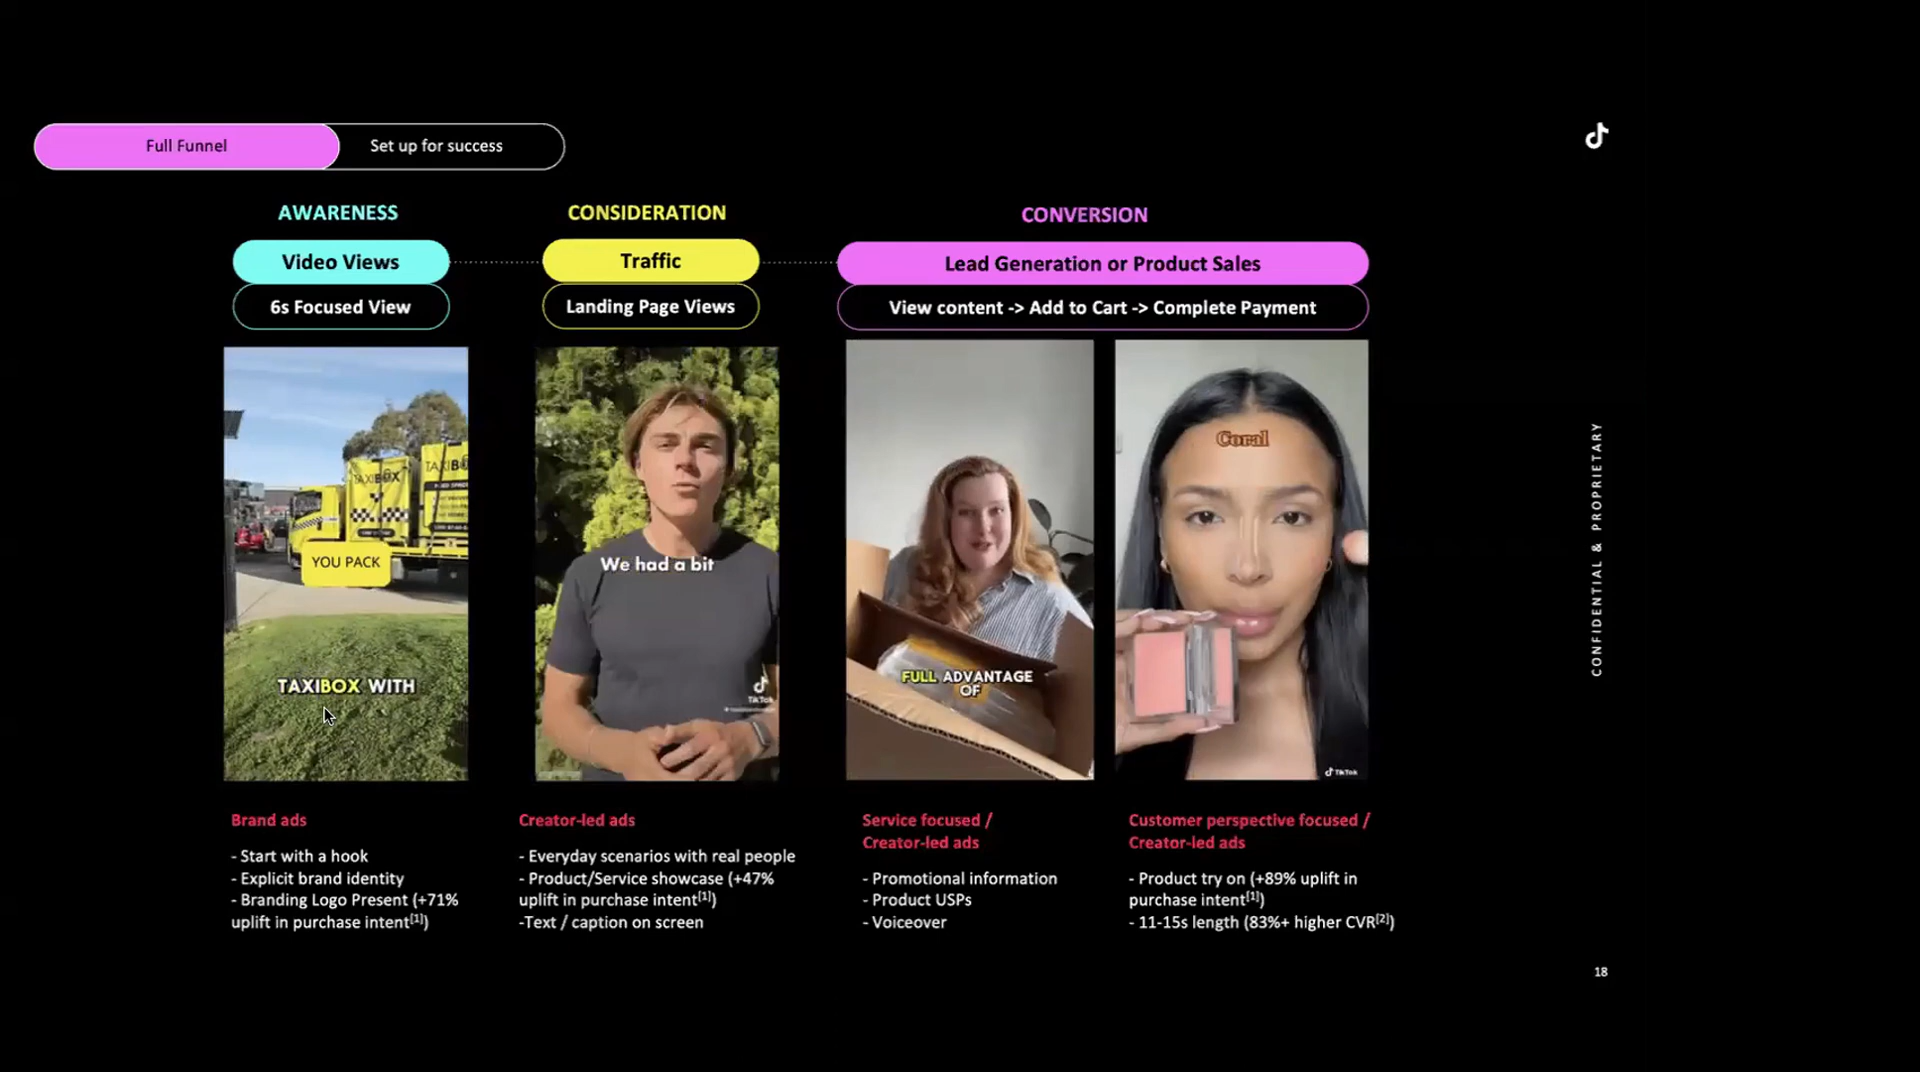 Full Funnel
Set up for success
AWARENESS
Video Views
6s Focused View
CONSIDERATION
Traffic
Landing Page Views
CONVERSION
Lead Generation or Product Sales
View content -> Add to Cart -> Complete Payment
TAXIBOX
TAXIB
YOU PACK
TAXIBOX WITH
We had a bit
TikTok
FULL ADVANTAGE
OF
Coral
TikTok
Brand ads
- Start with a hook
- Explicit brand identity
- Branding Logo Present (+71%
uplift in purchase intent[1])
Creator-led ads
- Everyday scenarios with real people
- Product/Service showcase (+47%
uplift in purchase intent[1])
-Text / caption on screen
Service focused /
Creator-led ads
- Promotional information
- Product USPs
- Voiceover
Customer perspective focused /
Creator-led ads
- Product try on (+89% uplift in
purchase intent[1])
- 11-15s length (83%+ higher CVR[2])
CONFIDENTIAL & PROPRIETARY
18